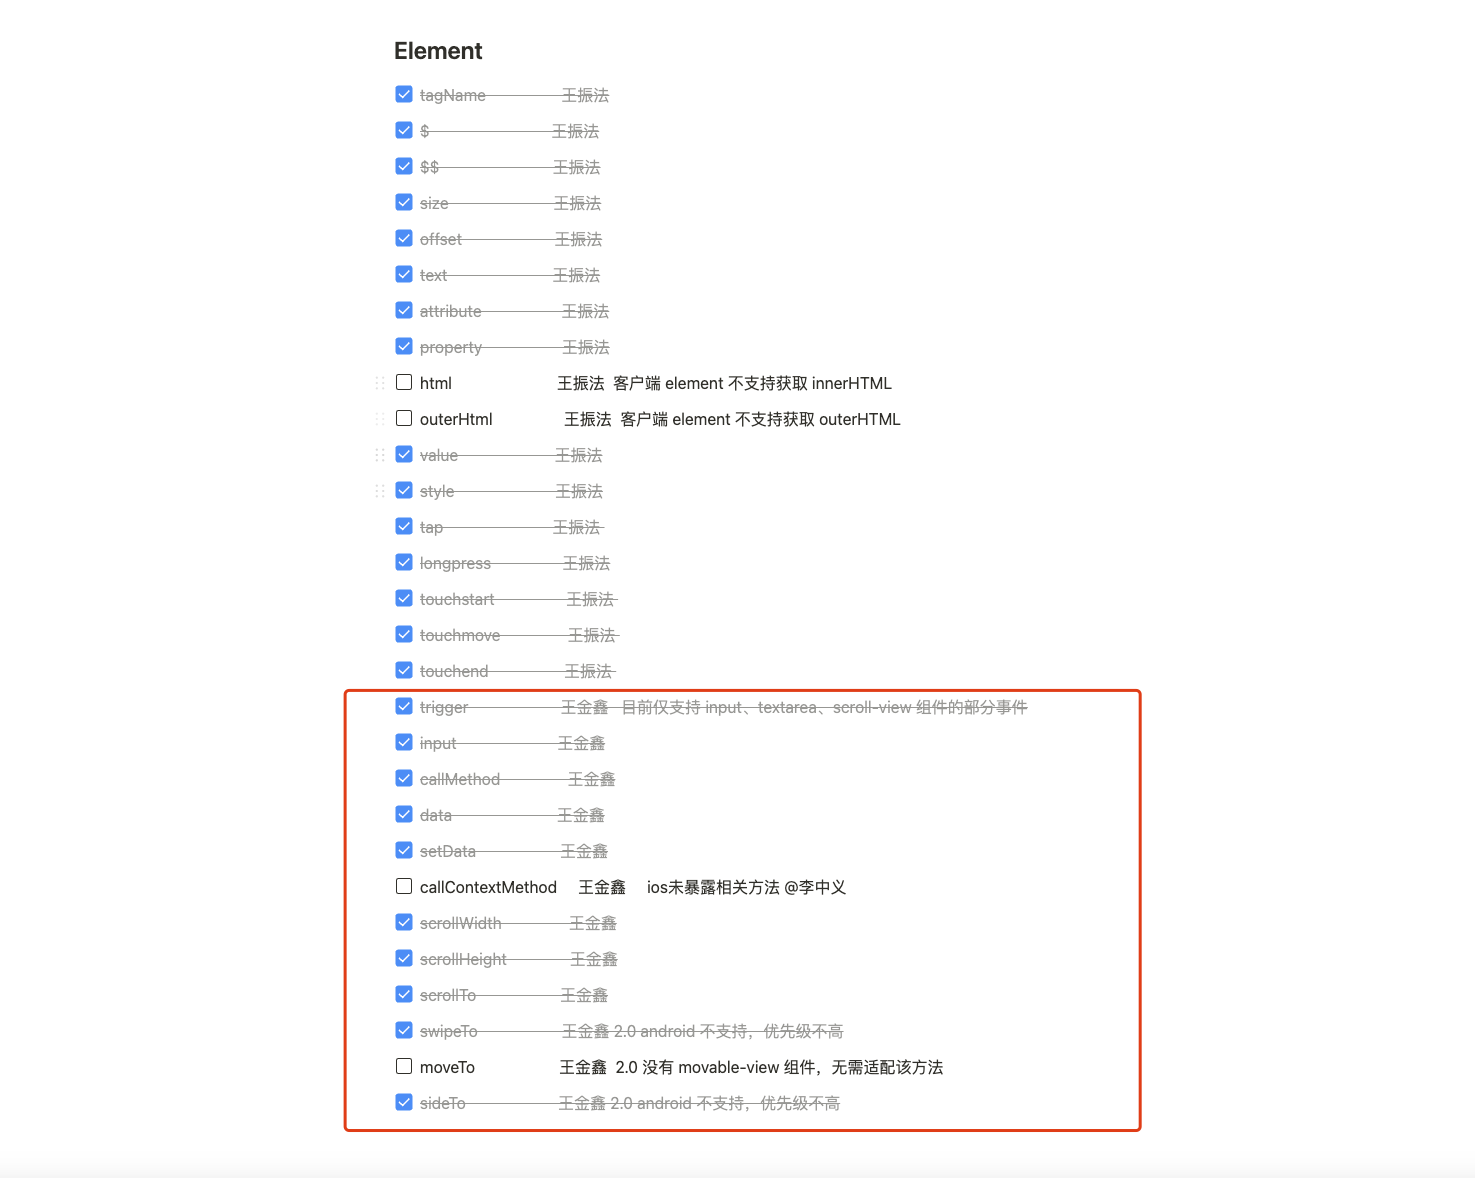 Element
tagName 王振法
$ 王振法
$$ 王振法
size 王振法
offset 王振法
text 王振法
attribute 王振法
property 王振法
html 王振法 客户端 element 不支持获取 innerHTML
outerHtml 王振法 客户端 element 不支持获取 outerHTML
value 王振法
style 王振法
tap 王振法
longpress 王振法
touchstart 王振法
touchmove 王振法
touchend 王振法
trigger 王金鑫 目前仅支持 input、textarea、scroll-view 组件的部分事件
input 王金鑫
callMethod 王金鑫
data 王金鑫
setData 王金鑫
callContextMethod 王金鑫 ios未暴露相关方法 @李中义
scrollWidth 王金鑫
scrollHeight 王金鑫
scrollTo 王金鑫
swipeTo 王金鑫 2.0 android 不支持，优先级不高
moveTo 王金鑫 2.0 没有 movable-view 组件，无需适配该方法
sideTo 王金鑫 2.0 android 不支持，优先级不高